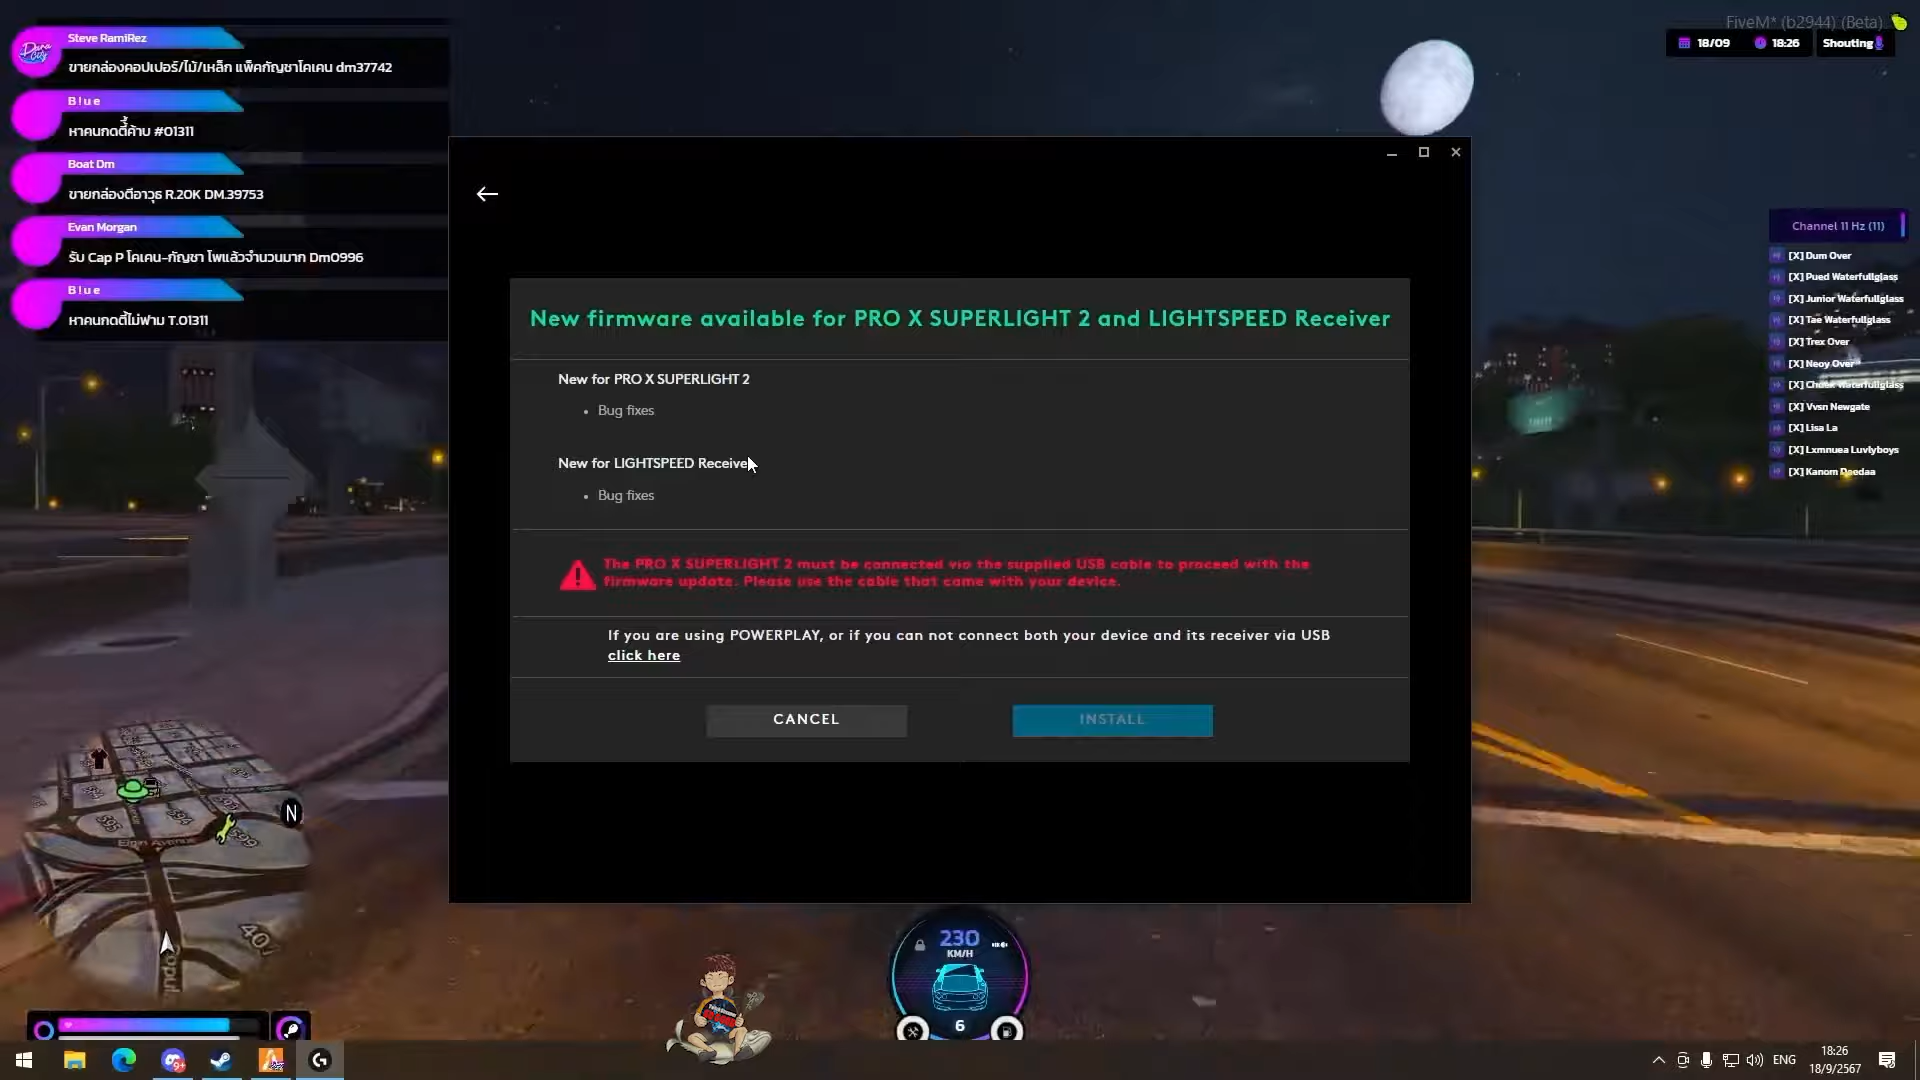 Steve RamiRez
ขายกล่องคอปเปอร์/ไม้/เหล็ก แพ็คกัญชาโคเคน dm37742
B l u e
หาคนกดตี้ค้าบ #01311
Boat Dm
ขายกล่องตีอาวุธ R.20K DM.39753
Evan Morgan
รับ Cap P โคเคน-กัญชา โพแล้วจำนวนมาก Dm0996
B l u e
หาคนกดตี้ไม่ฟาม T.01311
FiveM* (b2944) (Beta)
18/09 18:26 Shouting
Channel 11 Hz (11)
[X] Dum Over
[X] Pued Waterfullglass
[X] Junior Waterfullglass
[X] Tae Waterfullglass
[X] Trex Over
[X] Neoy Over
[X] Cheex Waterfullglass
[X] Vvsn Newgate
[X] Lisa La
[X] Lxmnuea Luvlyboys
[X] Kanom
New firmware available for PRO X SUPERLIGHT 2 and LIGHTSPEED Receiver
New for PRO X SUPERLIGHT 2
• Bug fixes
New for LIGHTSPEED Receiver
• Bug fixes
The PRO X SUPERLIGHT 2 must be connected via the supplied USB cable to proceed with the
firmware update. Please use the cable that came with your device.
If you are using POWERPLAY, or if you can not connect both your device and its receiver via USB
click here
CANCEL INSTALL
N
593
594
599
Elgin Avenue
40
230
KM/H
6
9+
ENG
18:26
18/9/2567